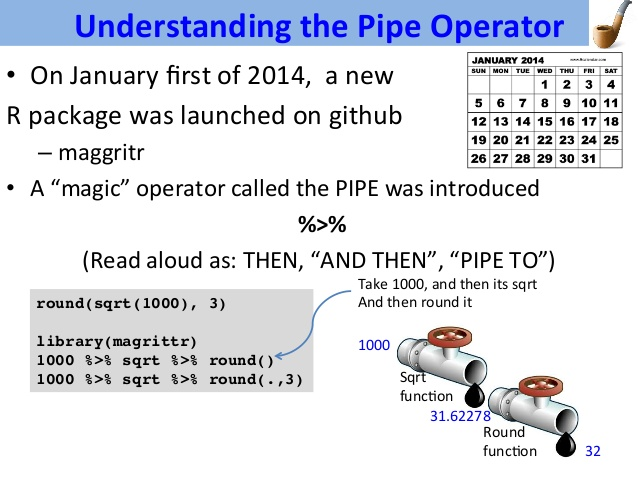 Understanding the Pipe Operator
• On January first of 2014, a new
R package was launched on github
– maggritr
• A “magic” operator called the PIPE was introduced
%>%
(Read aloud as: THEN, “AND THEN”, “PIPE TO”)
JANUARY 2014
SUN MON TUE WED THU FRI SAT
1 2 3 4
5 6 7 8 9 10 11
12 13 14 15 16 17 18
19 20 21 22 23 24 25
26 27 28 29 30 31
round(sqrt(1000), 3)
library(magrittr)
1000 %>% sqrt %>% round()
1000 %>% sqrt %>% round(.,3)
Take 1000, and then its sqrt
And then round it
1000
Sqrt
function
31.62278
Round
function
32